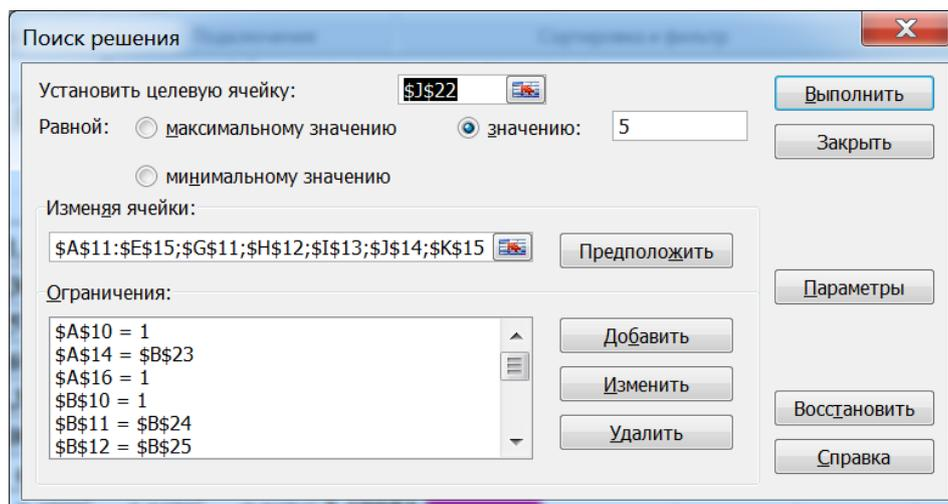 Поиск решения
Установить целевую ячейку: $J$22
Выполнить
Равной: максимальному значению значению: 5
Закрыть
минимальному значению
Изменяя ячейки:
$A$11:$E$15;$G$11;$H$12;$I$13;$J$14;$K$15
Предположить
Ограничения:
Параметры
$A$10 = 1
$A$14 = $B$23
$A$16 = 1
$B$10 = 1
$B$11 = $B$24
$B$12 = $B$25
Добавить
Изменить
Удалить
Восстановить
Справка